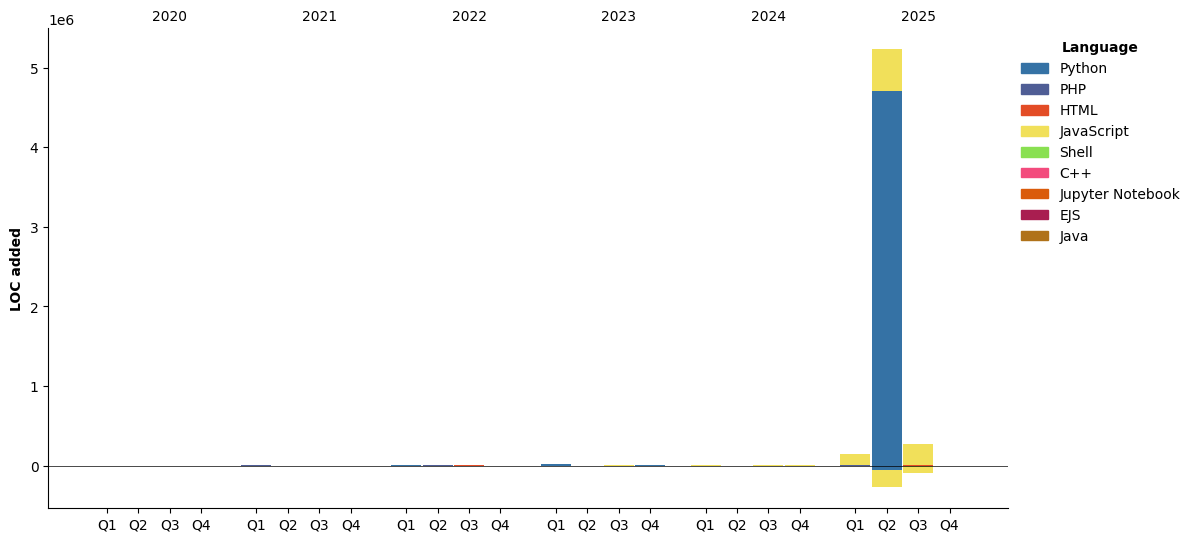 2020 2021 2022 2023 2024 2025
1e6
LOC added
5
4
3
2
1
0
Q1 Q2 Q3 Q4 Q1 Q2 Q3 Q4 Q1 Q2 Q3 Q4 Q1 Q2 Q3 Q4 Q1 Q2 Q3 Q4 Q1 Q2 Q3 Q4
Language
Python
PHP
HTML
JavaScript
Shell
C++
Jupyter Notebook
EJS
Java